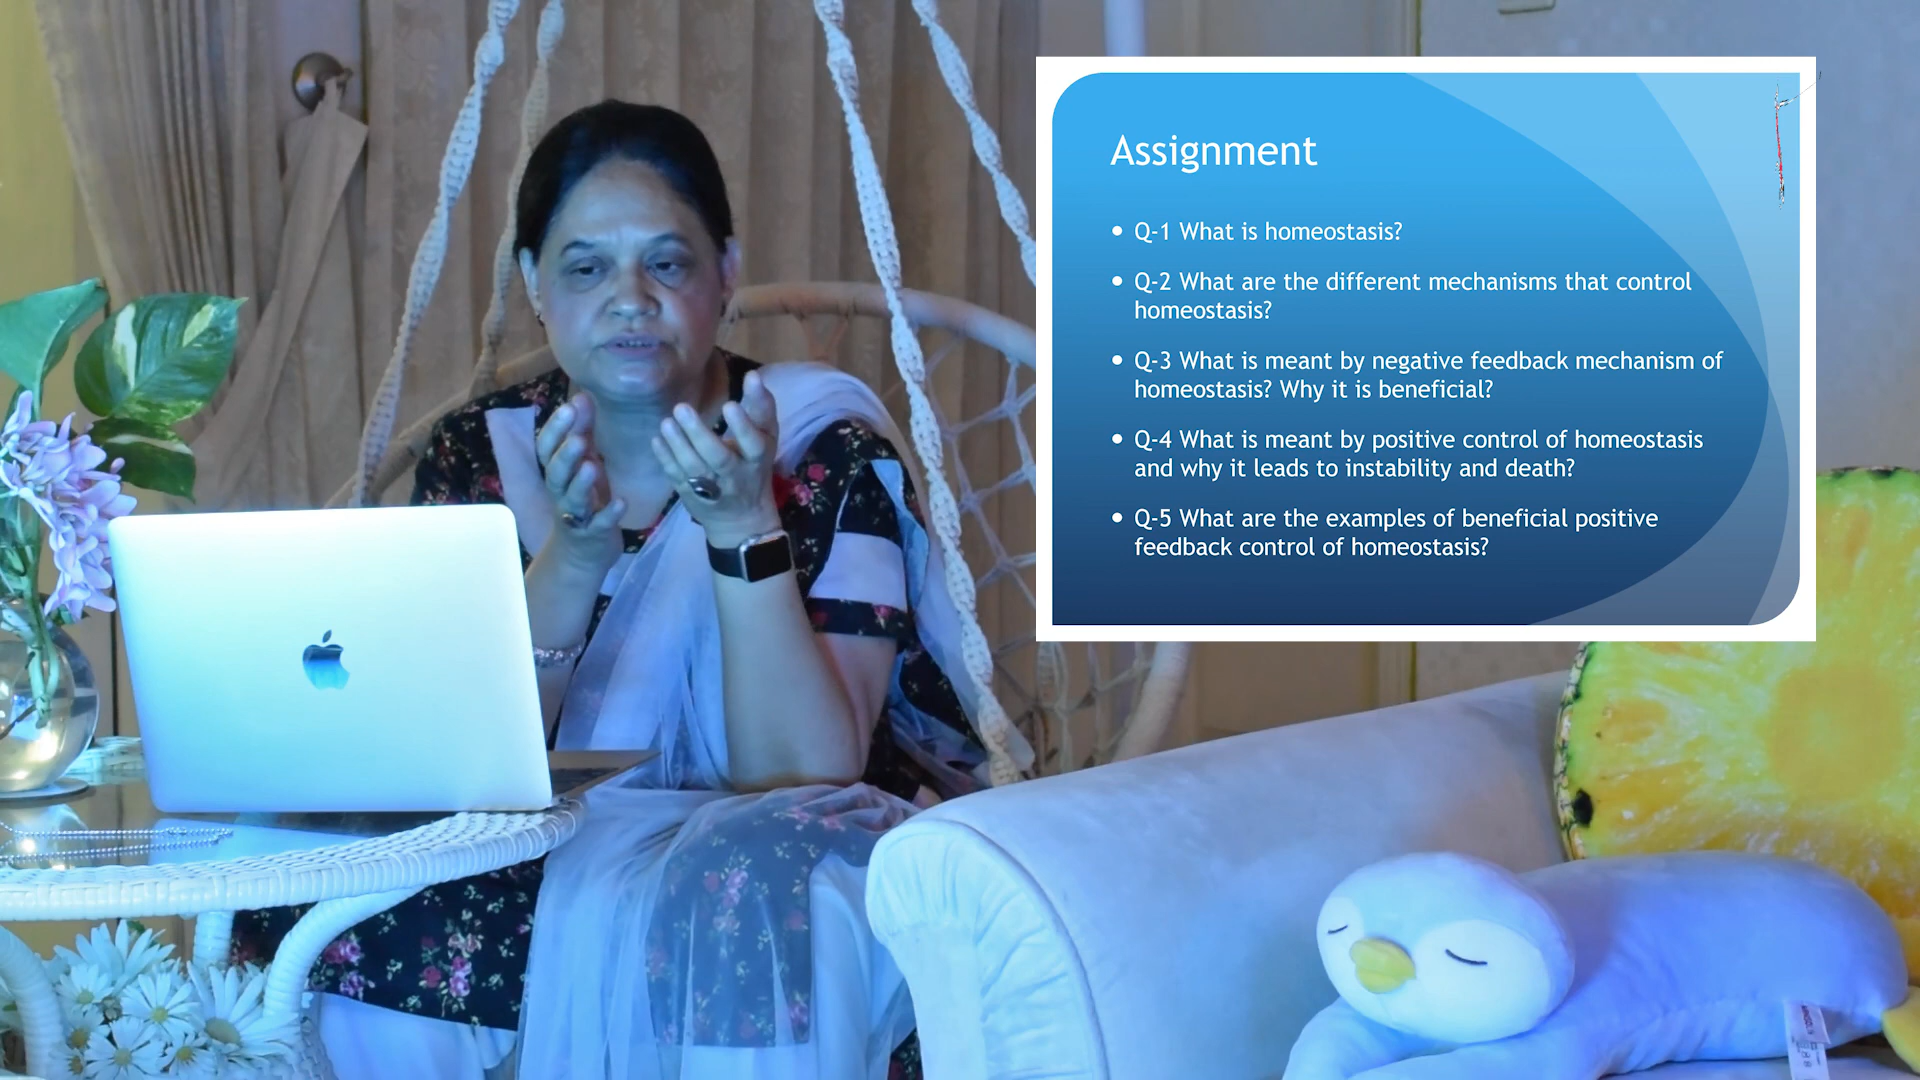 Assignment
• Q-1 What is homeostasis?
• Q-2 What are the different mechanisms that control
homeostasis?
• Q-3 What is meant by negative feedback mechanism of
homeostasis? Why it is beneficial?
• Q-4 What is meant by positive control of homeostasis
and why it leads to instability and death?
• Q-5 What are the examples of beneficial positive
feedback control of homeostasis?